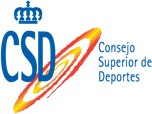 CSD
Consejo
Superior de
Deportes